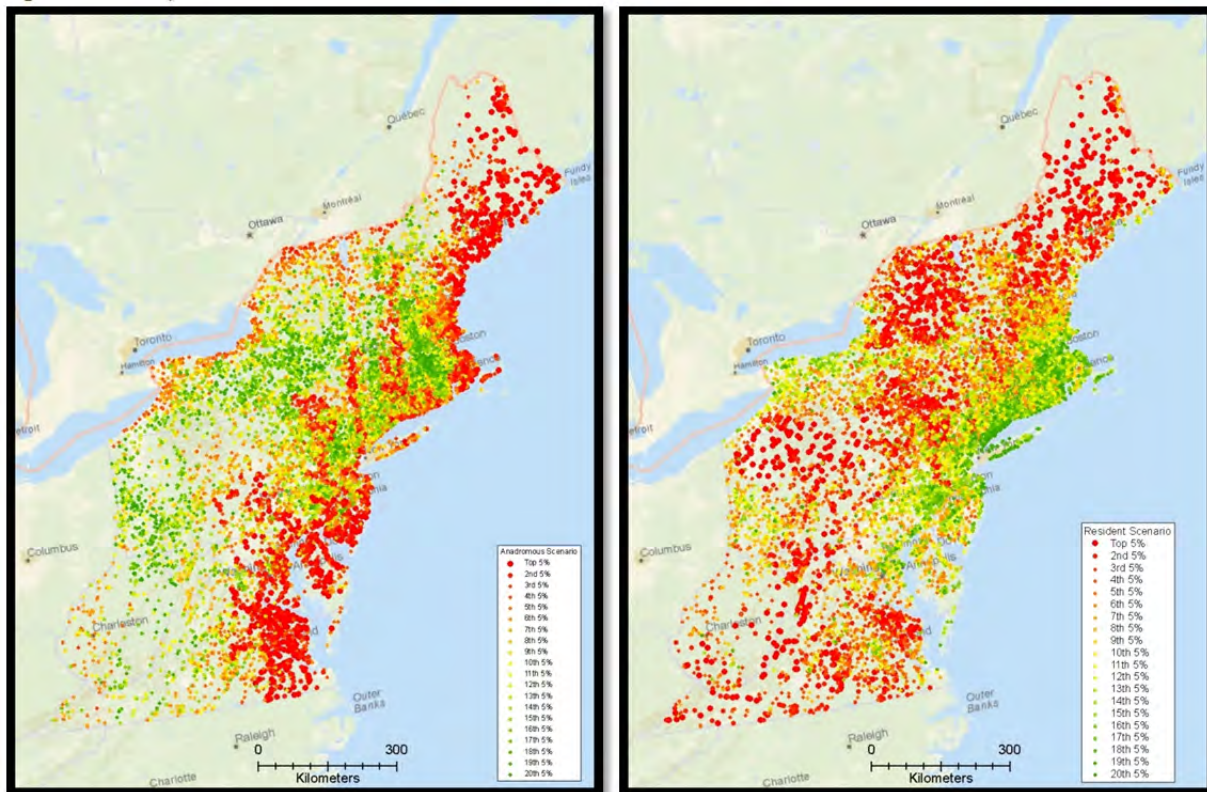 Québec
Fundy
Isles
Montréal
Ottawa
Toronto
Hamilton
Boston
Columbus
Charleston
Outer
Banks
Raleigh
Charlotte
0 300
Kilometers
Anadromous Scenario
Top 5%
2nd 5%
3rd 5%
4th 5%
5th 5%
6th 5%
7th 5%
8th 5%
9th 5%
10th 5%
11th 5%
12th 5%
13th 5%
14th 5%
15th 5%
16th 5%
17th 5%
18th 5%
19th 5%
20th 5%
Québec
Fundy
Isles
Montréal
Ottawa
Toronto
Hamilton
Boston
Columbus
Charleston
Outer
Banks
Raleigh
Charlotte
0 300
Kilometers
Resident Scenario
Top 5%
2nd 5%
3rd 5%
4th 5%
5th 5%
6th 5%
7th 5%
8th 5%
9th 5%
10th 5%
11th 5%
12th 5%
13th 5%
14th 5%
15th 5%
16th 5%
17th 5%
18th 5%
19th 5%
20th 5%